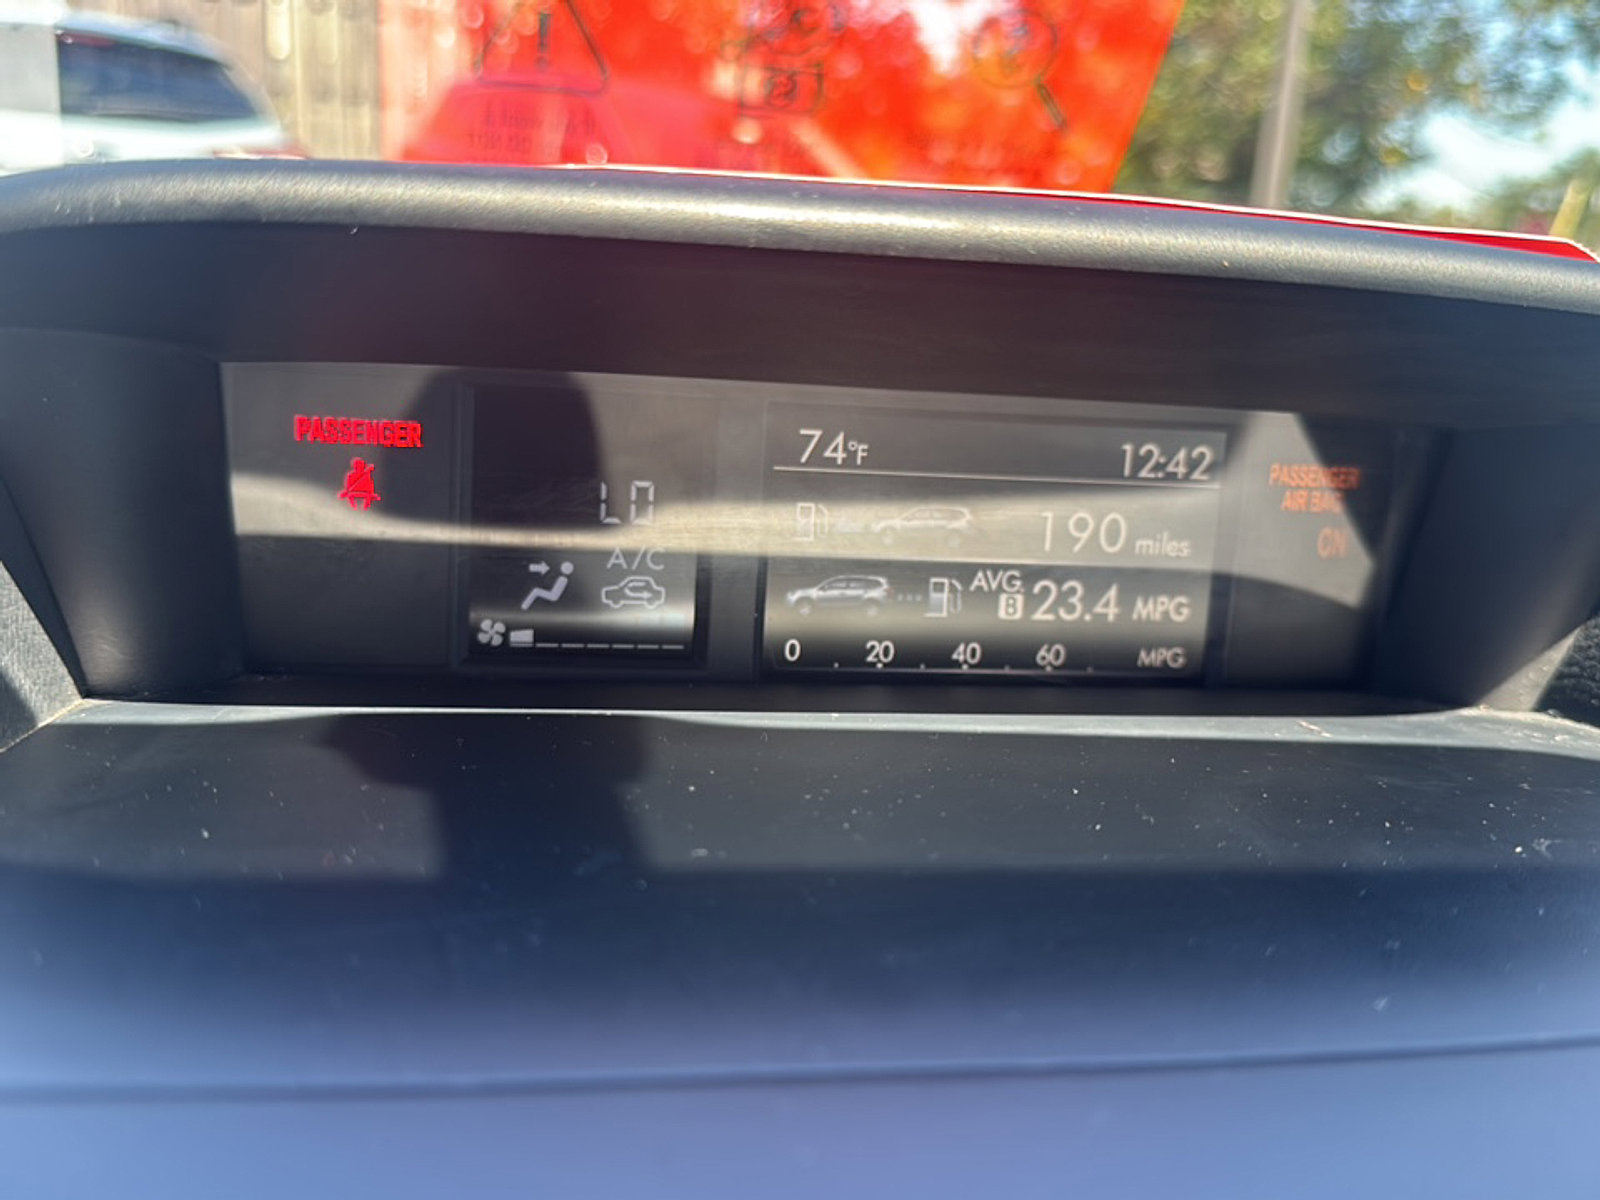 PASSENGER
LO
A/C
74°F 12:42
190 miles
AVG. B 23.4 MPG
0 20 40 60 MPG
PASSENGER
AIR BAG
ON